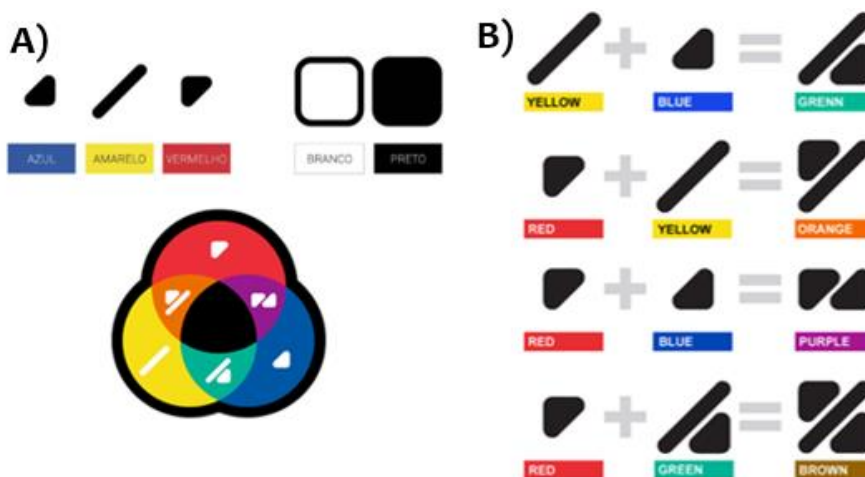 A)
AZUL AMARELO VERMELHO BRANCO PRETO
B)
YELLOW BLUE GRENN
RED YELLOW ORANGE
RED BLUE PURPLE
RED GREEN BROWN